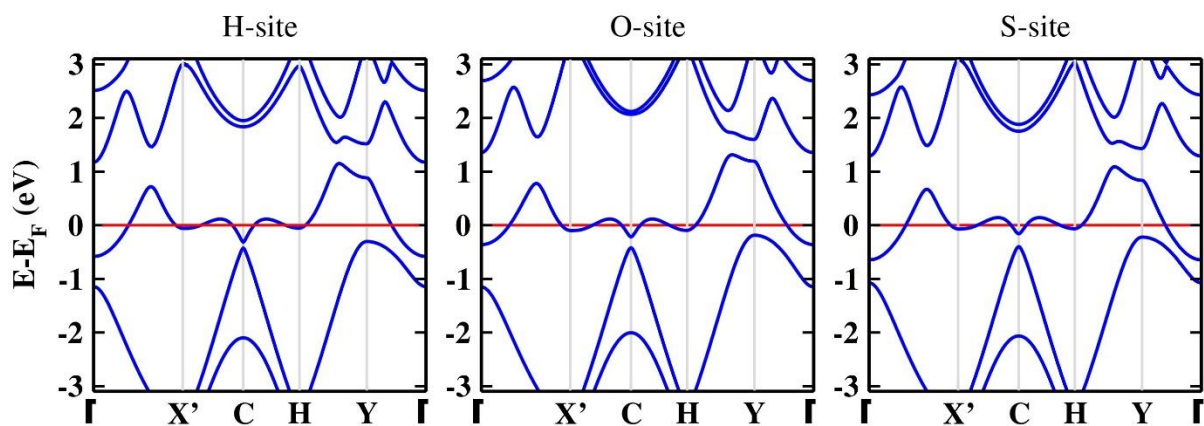 H-site O-site S-site
E-E_F (eV)
3 3 3
2 2 2
1 1 1
0 0 0
-1 -1 -1
-2 -2 -2
-3 -3 -3
Γ X' C H Y Γ Γ X' C H Y Γ Γ X' C H Y Γ